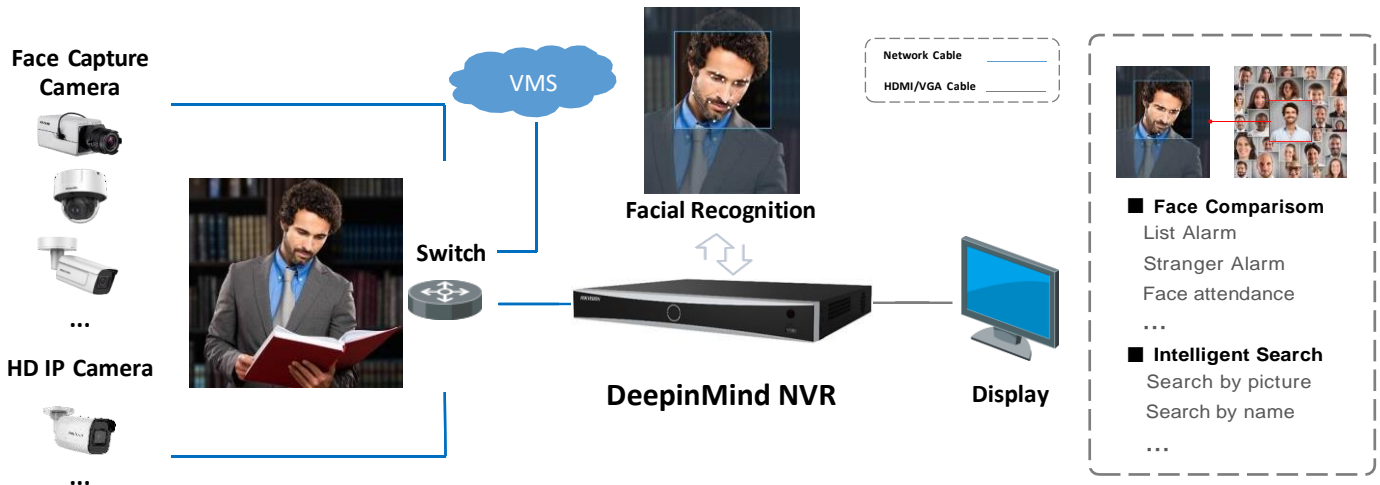 Face Capture
Camera
...
HD IP Camera
...
VMS
Switch
Facial Recognition
HIKVISION
DeepinMind NVR
Display
Network Cable
HDMI/VGA Cable
■ Face Comparisom
List Alarm
Stranger Alarm
Face attendance
...
■ Intelligent Search
Search by picture
Search by name
...